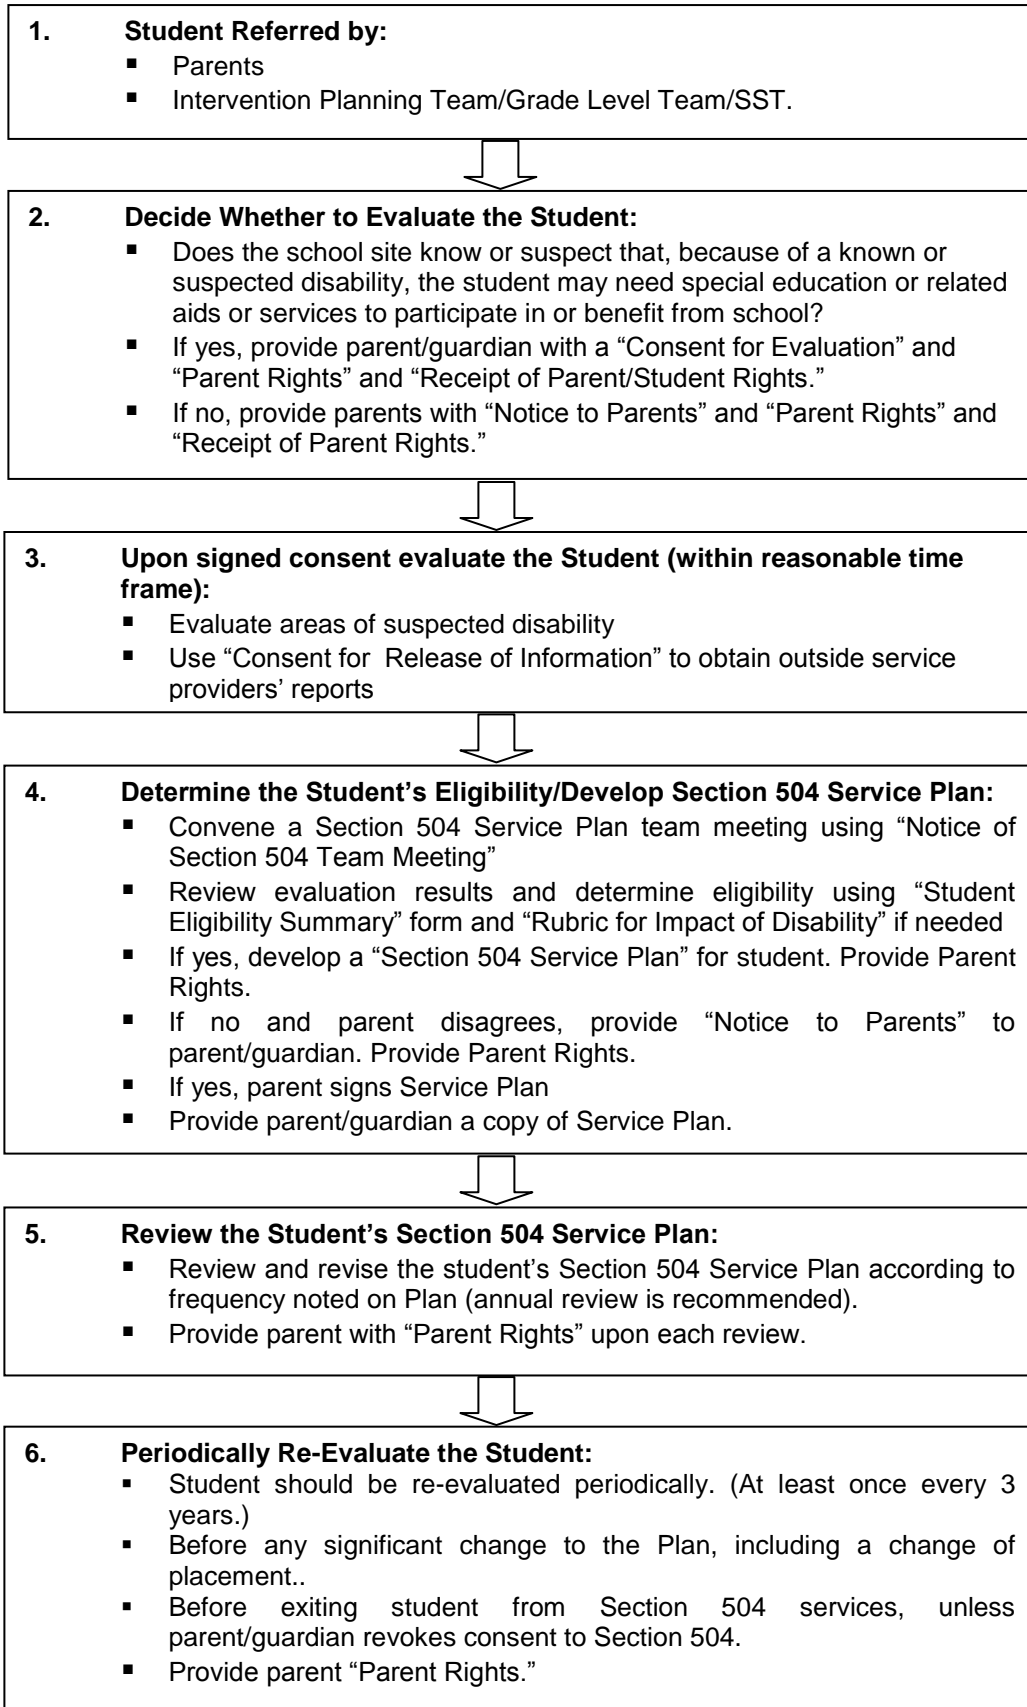 1. Student Referred by:
▪ Parents
▪ Intervention Planning Team/Grade Level Team/SST.
2. Decide Whether to Evaluate the Student:
▪ Does the school site know or suspect that, because of a known or
suspected disability, the student may need special education or related
aids or services to participate in or benefit from school?
▪ If yes, provide parent/guardian with a “Consent for Evaluation” and
“Parent Rights” and “Receipt of Parent/Student Rights.”
▪ If no, provide parents with “Notice to Parents” and “Parent Rights” and
“Receipt of Parent Rights.”
3. Upon signed consent evaluate the Student (within reasonable time
frame):
▪ Evaluate areas of suspected disability
▪ Use “Consent for Release of Information” to obtain outside service
providers’ reports
4. Determine the Student’s Eligibility/Develop Section 504 Service Plan:
▪ Convene a Section 504 Service Plan team meeting using “Notice of
Section 504 Team Meeting”
▪ Review evaluation results and determine eligibility using “Student
Eligibility Summary” form and “Rubric for Impact of Disability” if needed
▪ If yes, develop a “Section 504 Service Plan” for student. Provide Parent
Rights.
▪ If no and parent disagrees, provide “Notice to Parents” to
parent/guardian. Provide Parent Rights.
▪ If yes, parent signs Service Plan
▪ Provide parent/guardian a copy of Service Plan.
5. Review the Student’s Section 504 Service Plan:
▪ Review and revise the student’s Section 504 Service Plan according to
frequency noted on Plan (annual review is recommended).
▪ Provide parent with “Parent Rights” upon each review.
6. Periodically Re-Evaluate the Student:
▪ Student should be re-evaluated periodically. (At least once every 3
years.)
▪ Before any significant change to the Plan, including a change of
placement..
▪ Before exiting student from Section 504 services, unless
parent/guardian revokes consent to Section 504.
▪ Provide parent “Parent Rights.”